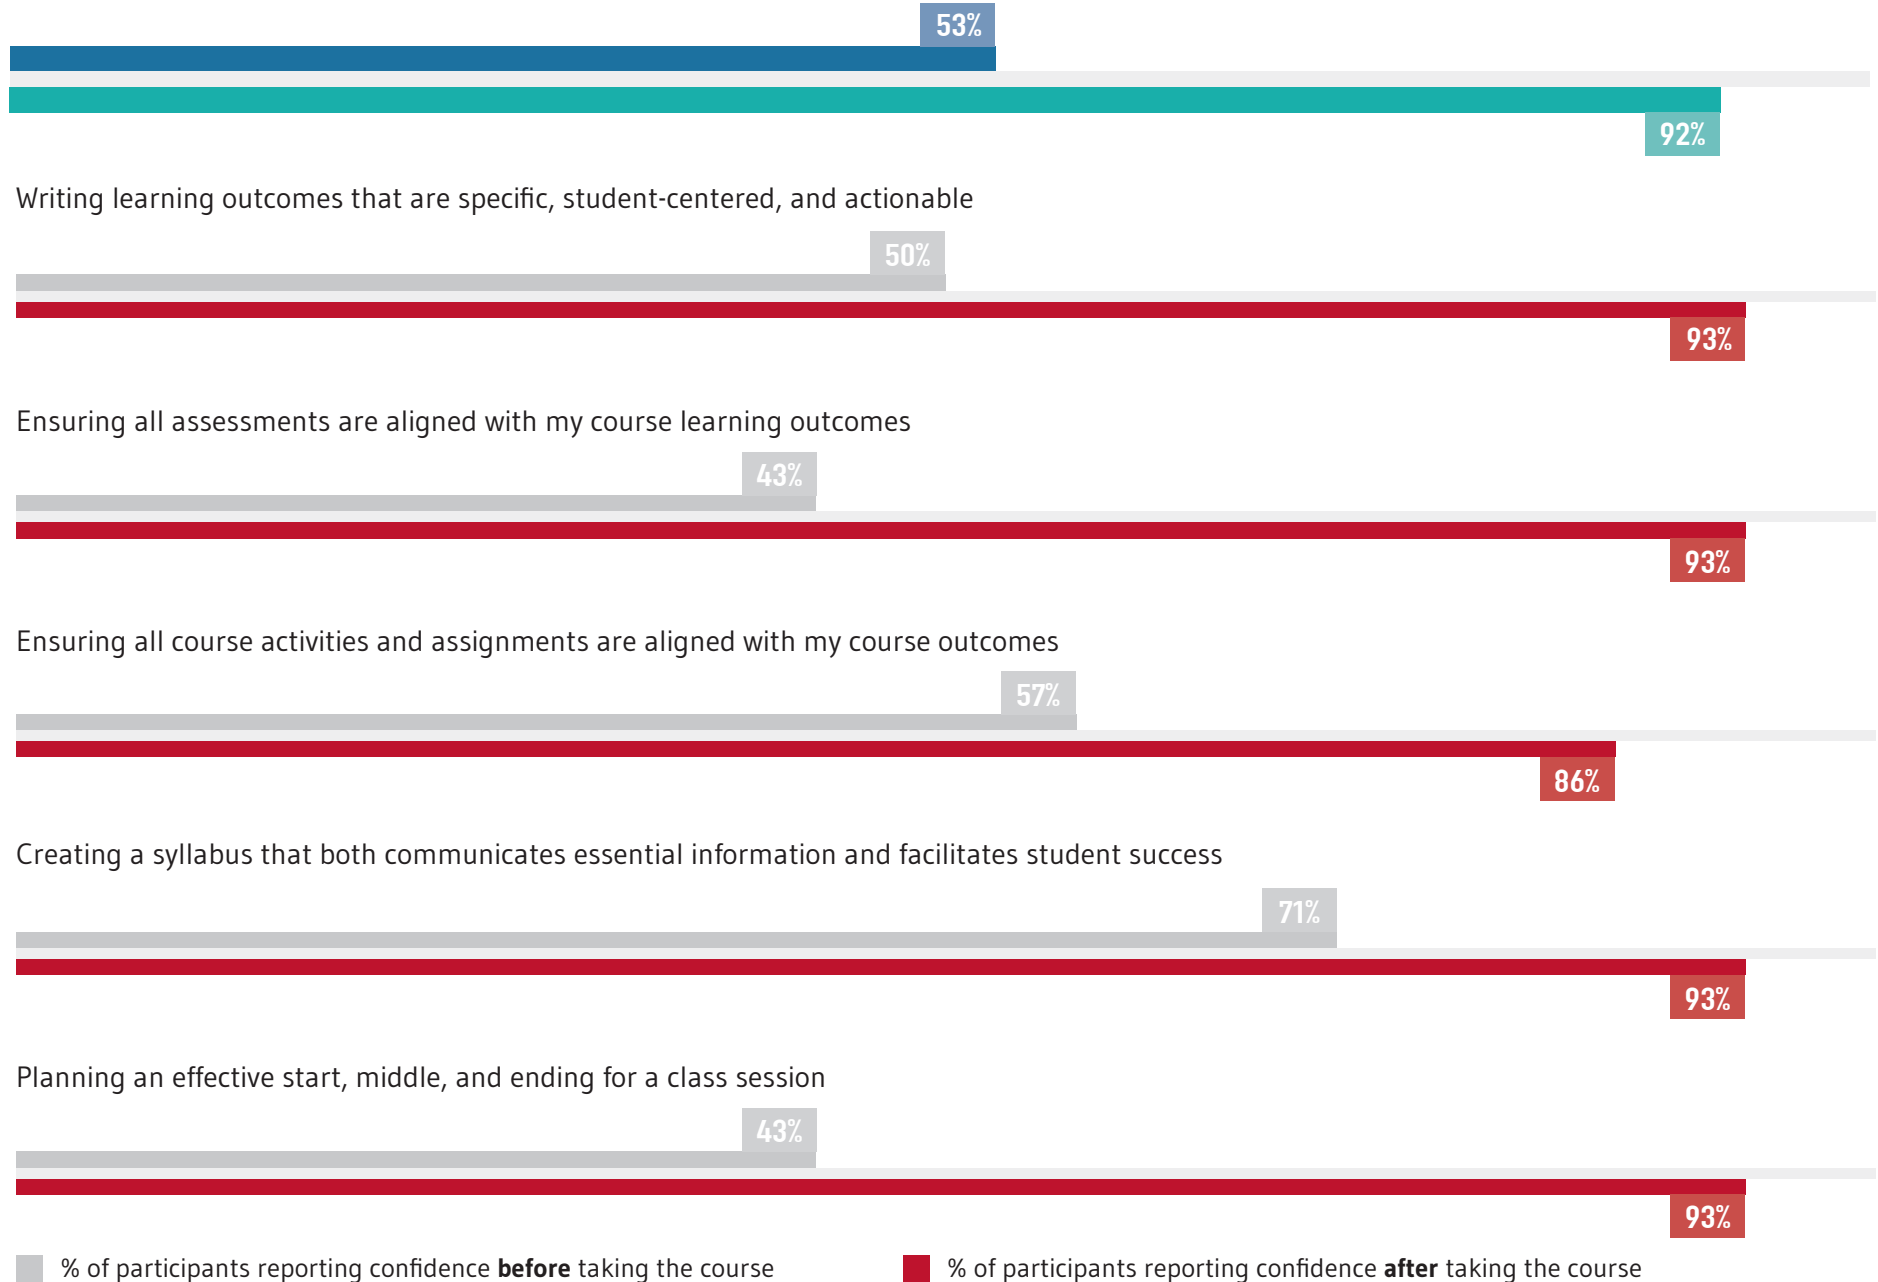 53%
92%
Writing learning outcomes that are specific, student-centered, and actionable
50%
93%
Ensuring all assessments are aligned with my course learning outcomes
43%
93%
Ensuring all course activities and assignments are aligned with my course outcomes
57%
86%
Creating a syllabus that both communicates essential information and facilitates student success
71%
93%
Planning an effective start, middle, and ending for a class session
43%
93%
% of participants reporting confidence before taking the course
% of participants reporting confidence after taking the course